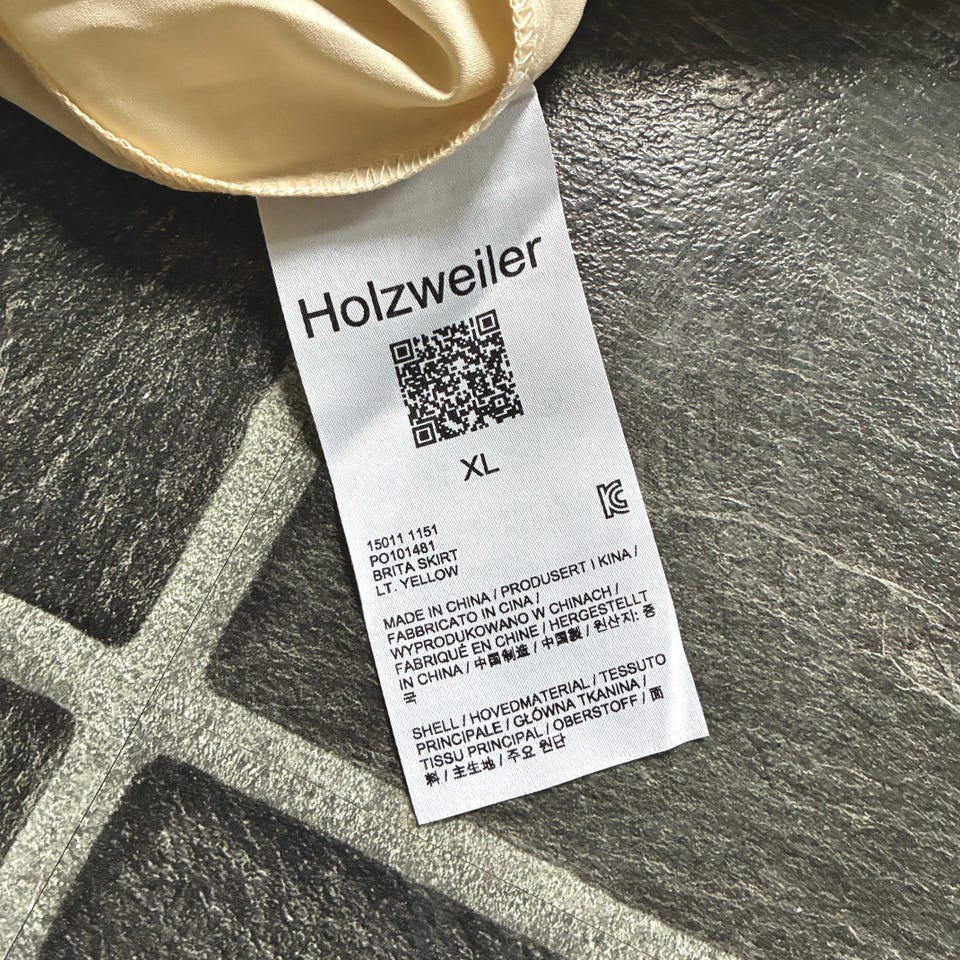 Holzweiler
XL
15011 1151
PO101481
BRITA SKIRT
LT. YELLOW
MADE IN CHINA / PRODUSERT I KINA /
FABBRICATO IN CINA /
WYPRODUKOWANO W CHINACH /
FABRIQUÉ EN CHINE / HERGESTELLT
IN CHINA / 中国制造 / 中国製 / 원산지: 중
국
SHELL / HOVEDMATERIAL / TESSUTO
PRINCIPALE / GŁÓWNA TKANINA /
TISSU PRINCIPAL / OBERSTOFF / 面
料 / 主生地 / 주요 원단